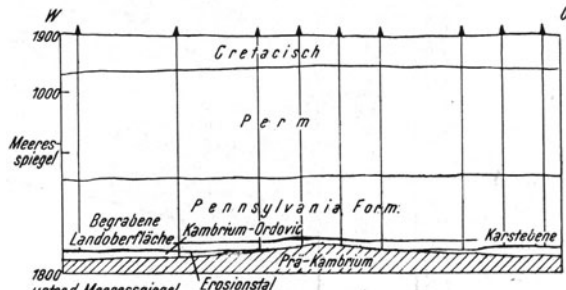 W
1900
Cretacisch
1000
Perm
Meeres-
spiegel
Pennsylvania Form.
Begrabene
Landoberfläche
Kambrium-Ordovic
Karstebene
Prä-Kambrium
1800
Erosionstal